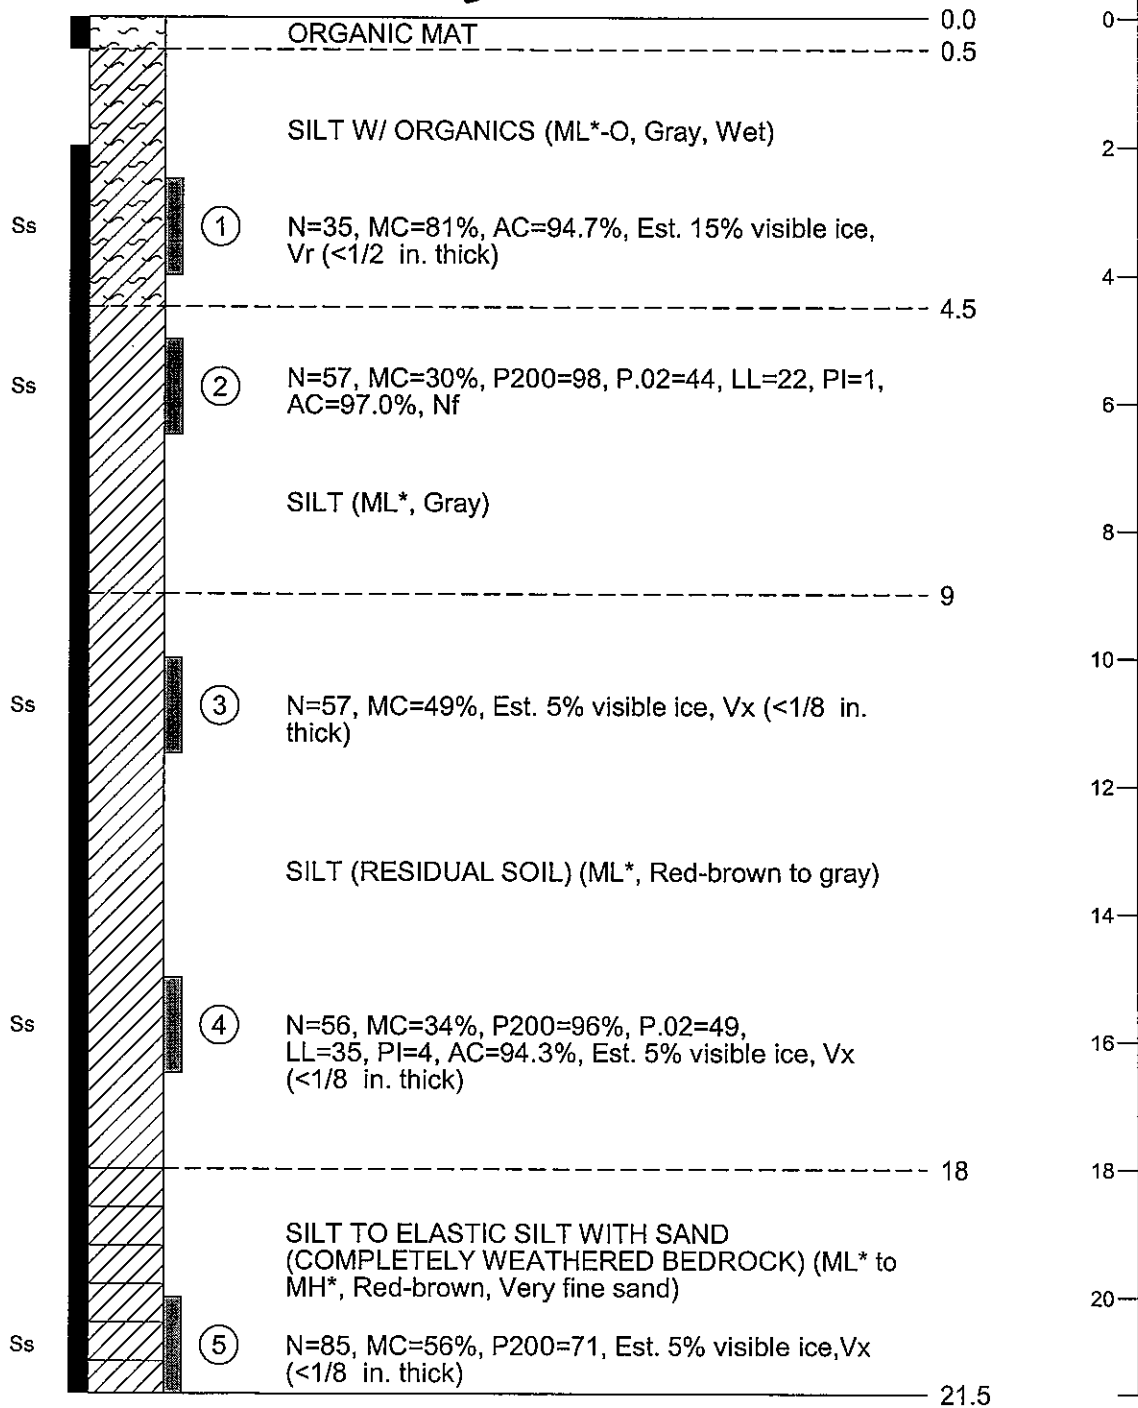 0.0
0
ORGANIC MAT
0.5
SILT W/ ORGANICS (ML*-O, Gray, Wet)
2
Ss
1
N=35, MC=81%, AC=94.7%, Est. 15% visible ice,
Vr (<1/2 in. thick)
4
4.5
Ss
2
N=57, MC=30%, P200=98, P.02=44, LL=22, PI=1,
AC=97.0%, Nf
6
SILT (ML*, Gray)
8
9
10
Ss
3
N=57, MC=49%, Est. 5% visible ice, Vx (<1/8 in.
thick)
12
SILT (RESIDUAL SOIL) (ML*, Red-brown to gray)
14
Ss
4
N=56, MC=34%, P200=96%, P.02=49,
LL=35, PI=4, AC=94.3%, Est. 5% visible ice, Vx
(<1/8 in. thick)
16
18
18
SILT TO ELASTIC SILT WITH SAND
(COMPLETELY WEATHERED BEDROCK) (ML* to
MH*, Red-brown, Very fine sand)
20
Ss
5
N=85, MC=56%, P200=71, Est. 5% visible ice,Vx
(<1/8 in. thick)
21.5